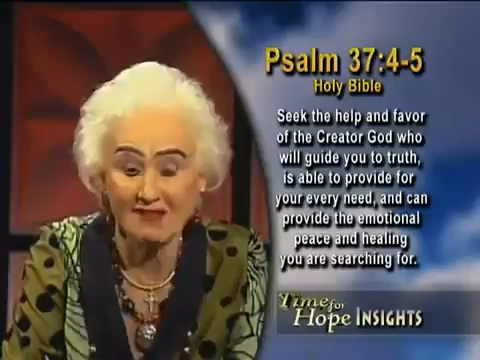 Psalm 37:4-5
Holy Bible
Seek the help and favor
of the Creator God who
will guide you to truth,
is able to provide for
your every need, and can
provide the emotional
peace and healing
you are searching for.
Time for
Hope INSIGHTS